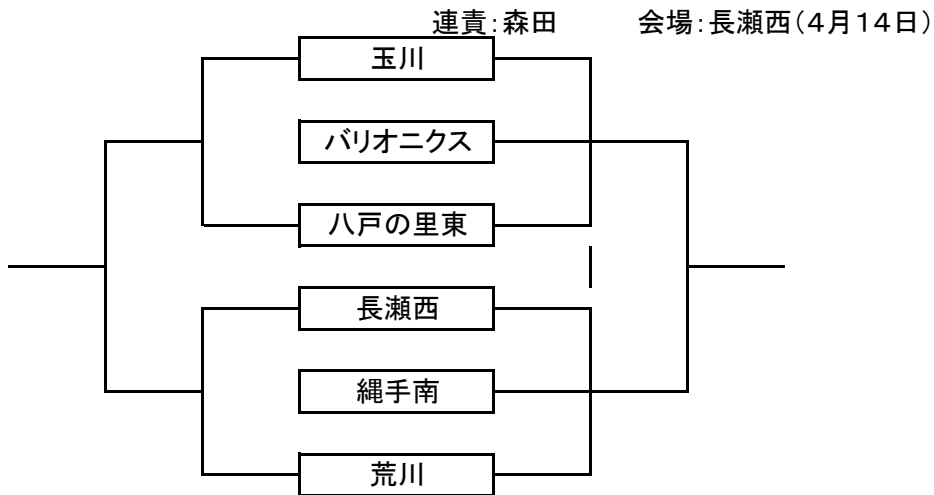 連責：森田　　会場：長瀬西（４月１４日）
玉川
バリオニクス
八戸の里東
長瀬西
縄手南
荒川